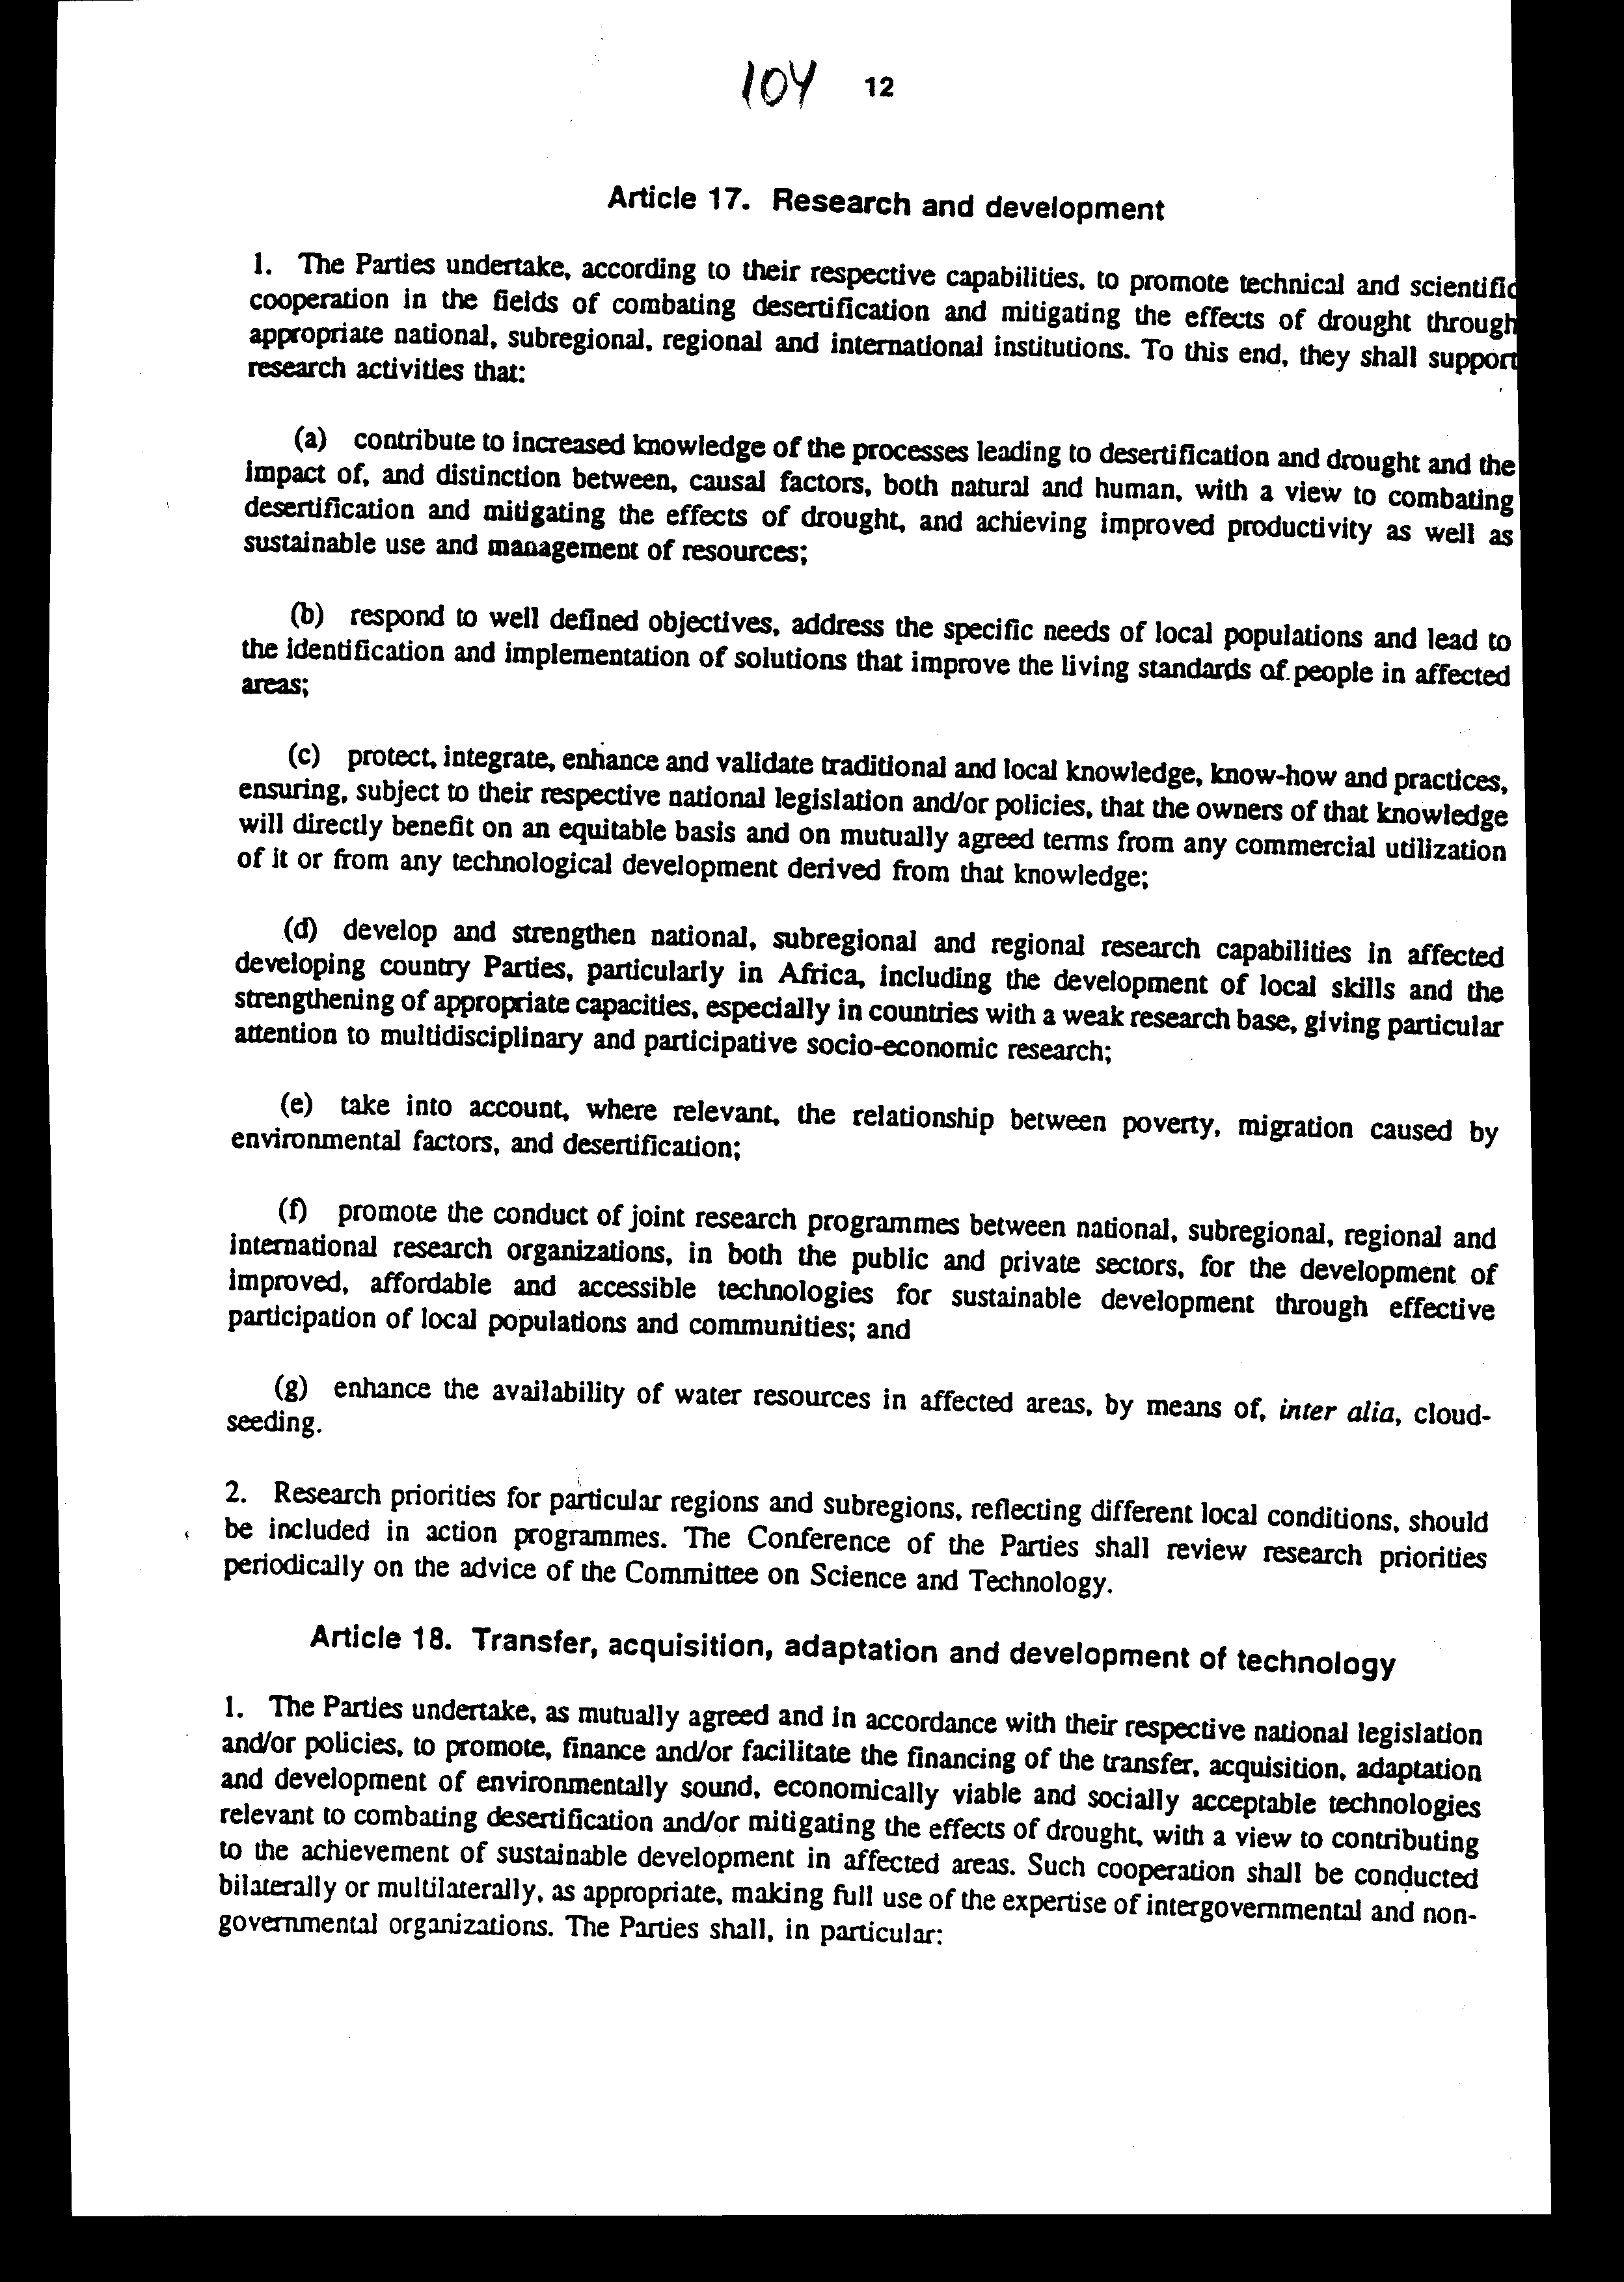 104 12
Article 17. Research and development
1. The Parties undertake, according to their respective capabilities, to promote technical and scientific
cooperation in the fields of combating desertification and mitigating the effects of drought through
appropriate national, subregional, regional and international institutions. To this end, they shall support
research activities that:
(a) contribute to increased knowledge of the processes leading to desertification and drought and the
impact of, and distinction between, causal factors, both natural and human, with a view to combating
desertification and mitigating the effects of drought, and achieving improved productivity as well as
sustainable use and management of resources;
(b) respond to well defined objectives, address the specific needs of local populations and lead to
the identification and implementation of solutions that improve the living standards of people in affected
areas;
(c) protect, integrate, enhance and validate traditional and local knowledge, know-how and practices,
ensuring, subject to their respective national legislation and/or policies, that the owners of that knowledge
will directly benefit on an equitable basis and on mutually agreed terms from any commercial utilization
of it or from any technological development derived from that knowledge;
(d) develop and strengthen national, subregional and regional research capabilities in affected
developing country Parties, particularly in Africa, including the development of local skills and the
strengthening of appropriate capacities, especially in countries with a weak research base, giving particular
attention to multidisciplinary and participative socio-economic research;
(e) take into account, where relevant, the relationship between poverty, migration caused by
environmental factors, and desertification;
(f) promote the conduct of joint research programmes between national, subregional, regional and
international research organizations, in both the public and private sectors, for the development of
improved, affordable and accessible technologies for sustainable development through effective
participation of local populations and communities; and
(g) enhance the availability of water resources in affected areas, by means of, inter alia, cloud-
seeding.
2. Research priorities for particular regions and subregions, reflecting different local conditions, should
be included in action programmes. The Conference of the Parties shall review research priorities
periodically on the advice of the Committee on Science and Technology.
Article 18. Transfer, acquisition, adaptation and development of technology
1. The Parties undertake, as mutually agreed and in accordance with their respective national legislation
and/or policies, to promote, finance and/or facilitate the financing of the transfer, acquisition, adaptation
and development of environmentally sound, economically viable and socially acceptable technologies
relevant to combating desertification and/or mitigating the effects of drought, with a view to contributing
to the achievement of sustainable development in affected areas. Such cooperation shall be conducted
bilaterally or multilaterally, as appropriate, making full use of the expertise of intergovernmental and non-
governmental organizations. The Parties shall, in particular: